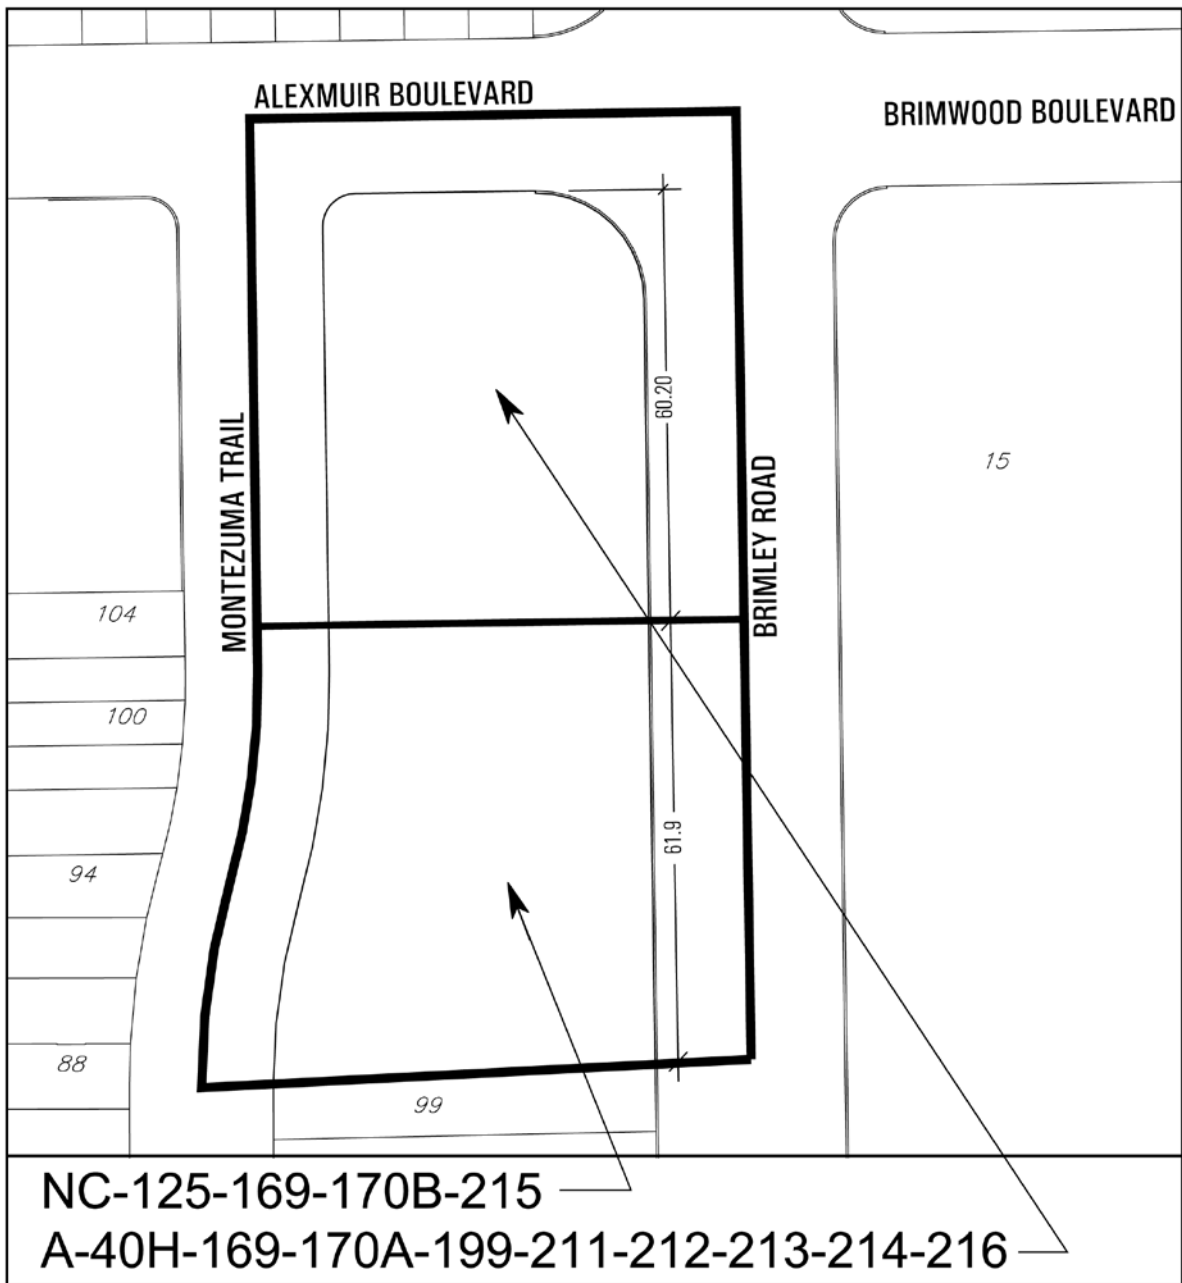 ALEXMUIR BOULEVARD
BRIMWOOD BOULEVARD
60.20
MONTEZUMA TRAIL
BRIMLEY ROAD
15
104
100
61.9
94
88
99
NC-125-169-170B-215
A-40H-169-170A-199-211-212-213-214-216